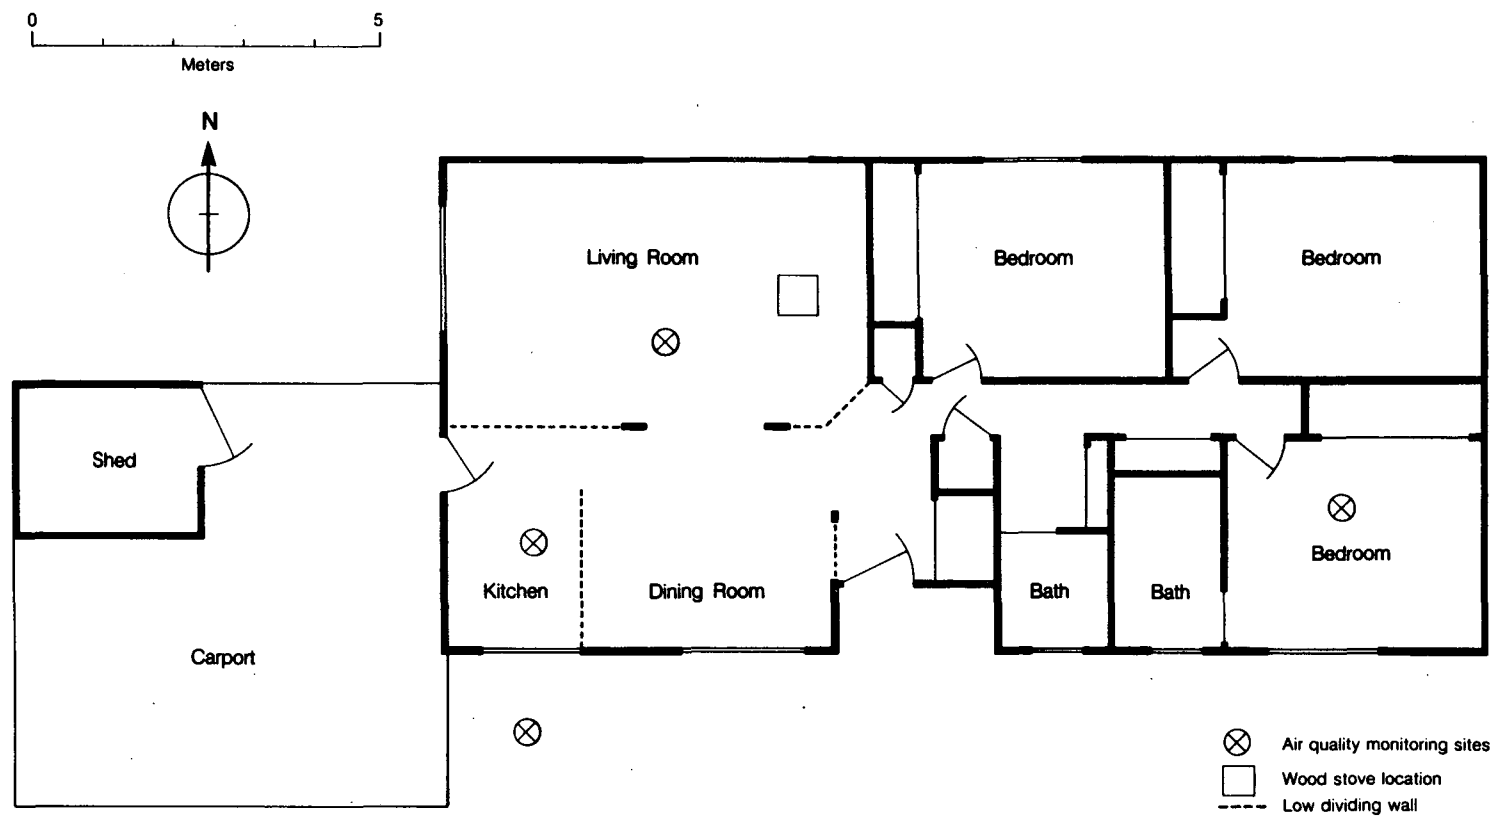 0 5
Meters
N
Living Room
Bedroom
Bedroom
Shed
Kitchen
Dining Room
Bath
Bath
Bedroom
Carport
Air quality monitoring sites
Wood stove location
Low dividing wall